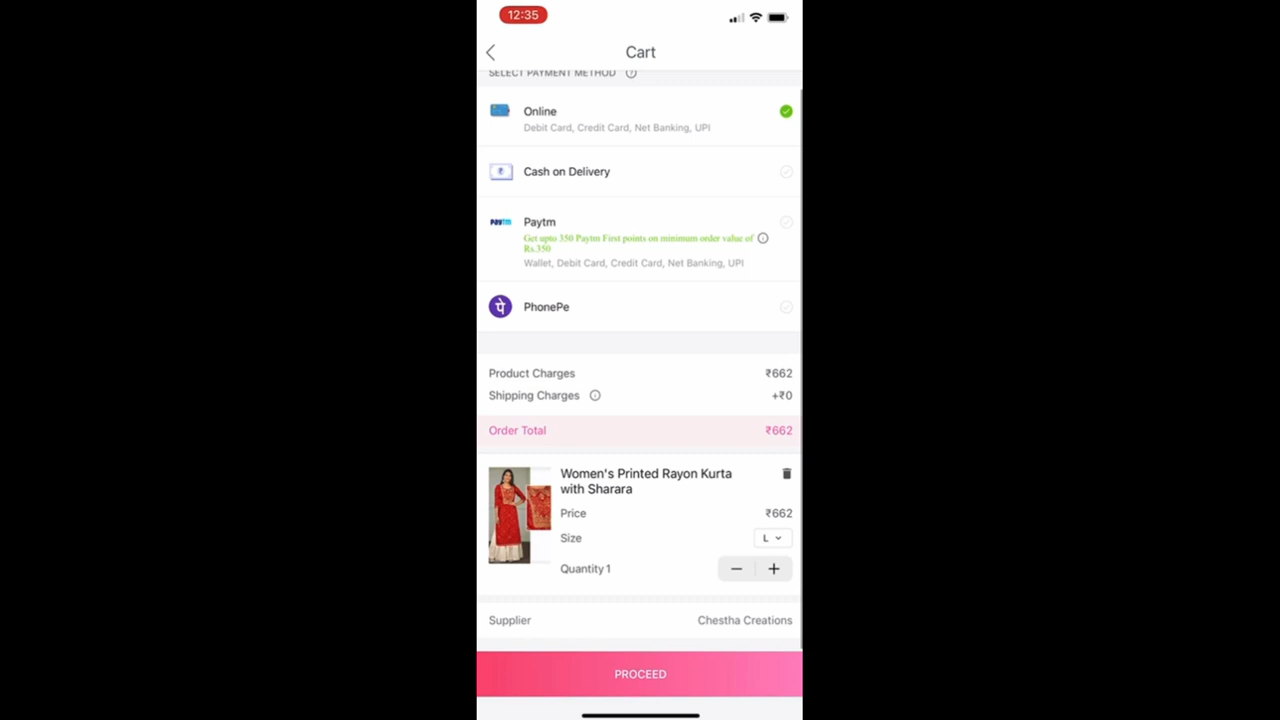 12:35
Cart
SELECT PAYMENT METHOD ?
Online
Debit Card, Credit Card, Net Banking, UPI
₹
Cash on Delivery
Paytm
Paytm
Get upto 350 Paytm First points on minimum order value of
Rs.350
Wallet, Debit Card, Credit Card, Net Banking, UPI
पे PhonePe
Product Charges ₹662
Shipping Charges +₹0
Order Total ₹662
Women's Printed Rayon Kurta
with Sharara
Price ₹662
Size L
Quantity 1 − +
Supplier Chestha Creations
PROCEED